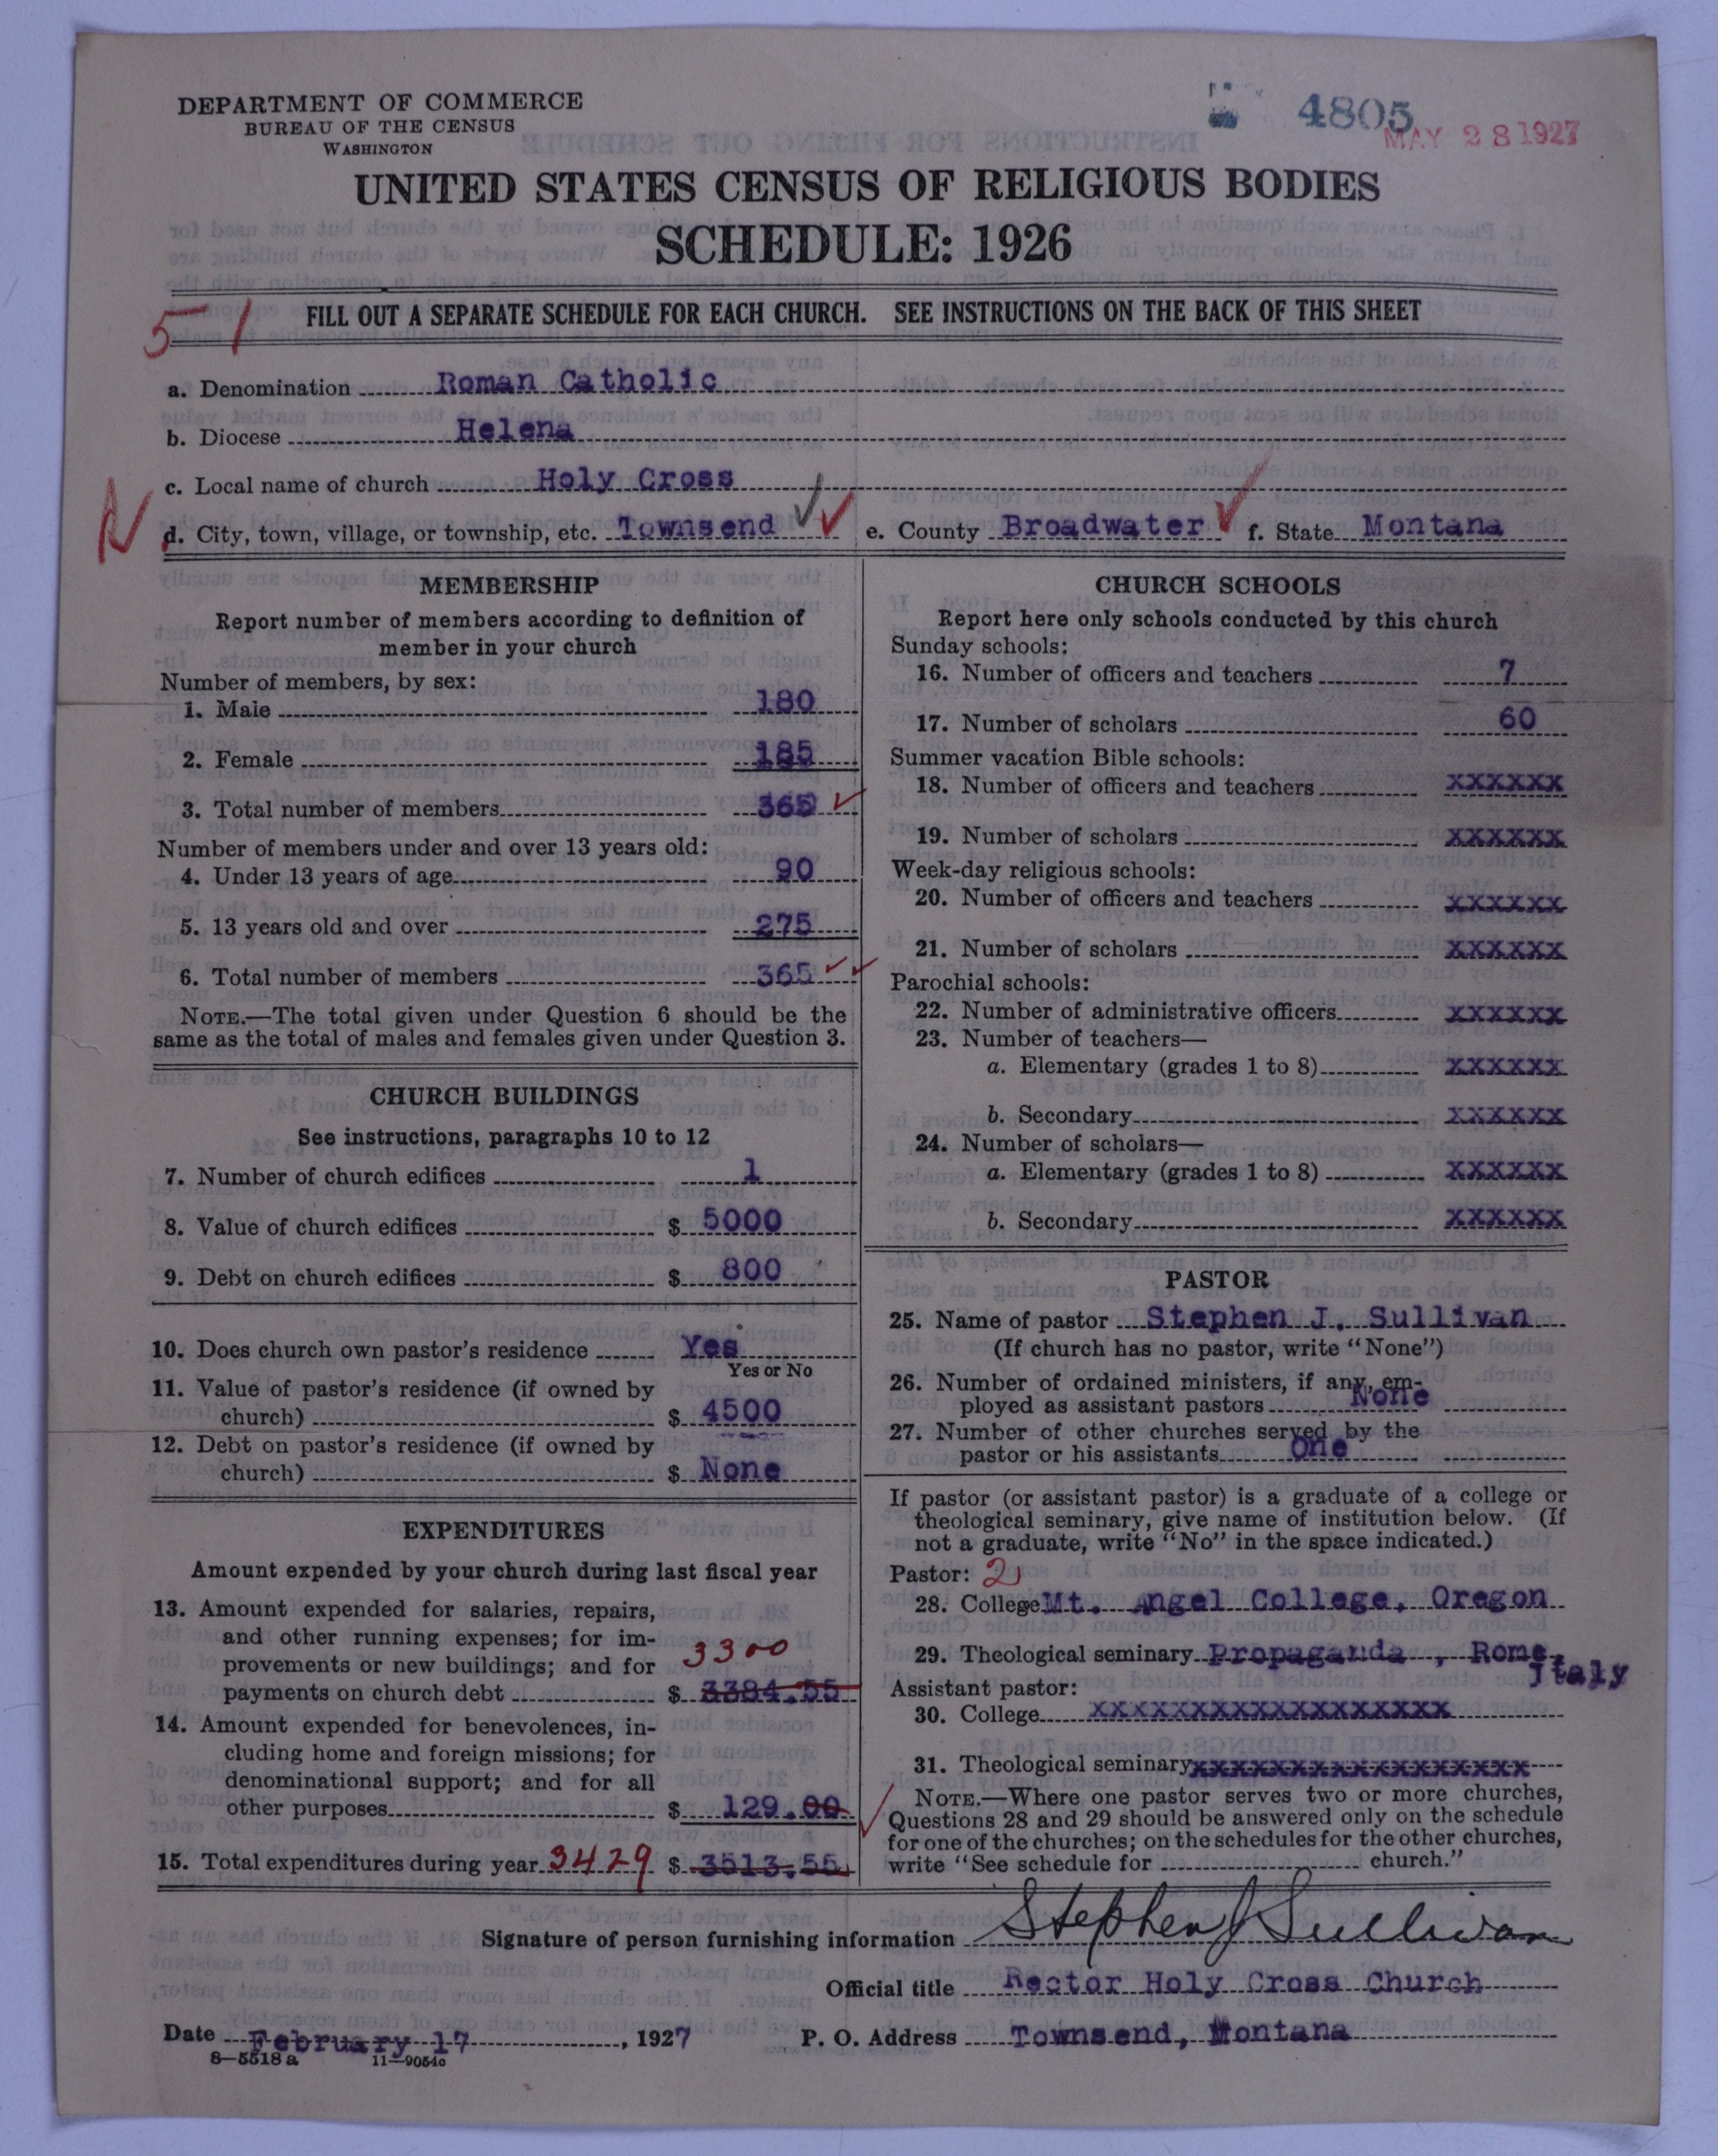 DEPARTMENT OF COMMERCE
BUREAU OF THE CENSUS
WASHINGTON
4805
MAY 28 1927
UNITED STATES CENSUS OF RELIGIOUS BODIES
SCHEDULE: 1926
51
FILL OUT A SEPARATE SCHEDULE FOR EACH CHURCH. SEE INSTRUCTIONS ON THE BACK OF THIS SHEET
a. Denomination Roman Catholic
b. Diocese Helena
c. Local name of church Holy Cross
N
d. City, town, village, or township, etc. Townsend e. County Broadwater f. State Montana
MEMBERSHIP
Report number of members according to definition of
member in your church
Number of members, by sex:
1. Male 180
2. Female 185
3. Total number of members 365
Number of members under and over 13 years old:
4. Under 13 years of age 90
5. 13 years old and over 275
6. Total number of members 365
NOTE.—The total given under Question 6 should be the
same as the total of males and females given under Question 3.
CHURCH BUILDINGS
See instructions, paragraphs 10 to 12
7. Number of church edifices 1
8. Value of church edifices $ 5000
9. Debt on church edifices $ 800
10. Does church own pastor's residence Yes
Yes or No
11. Value of pastor's residence (if owned by
church) $ 4500
12. Debt on pastor's residence (if owned by
church) $ None
EXPENDITURES
Amount expended by your church during last fiscal year
13. Amount expended for salaries, repairs,
and other running expenses; for im-
provements or new buildings; and for 3300
payments on church debt $ 3384.55
14. Amount expended for benevolences, in-
cluding home and foreign missions; for
denominational support; and for all
other purposes $ 129.00
15. Total expenditures during year 3429 $ 3513.55
CHURCH SCHOOLS
Report here only schools conducted by this church
Sunday schools:
16. Number of officers and teachers 7
17. Number of scholars 60
Summer vacation Bible schools:
18. Number of officers and teachers XXXXXX
19. Number of scholars XXXXXX
Week-day religious schools:
20. Number of officers and teachers XXXXXX
21. Number of scholars XXXXXX
Parochial schools:
22. Number of administrative officers XXXXXX
23. Number of teachers—
a. Elementary (grades 1 to 8) XXXXXX
b. Secondary XXXXXX
24. Number of scholars—
a. Elementary (grades 1 to 8) XXXXXX
b. Secondary XXXXXX
PASTOR
25. Name of pastor Stephen J. Sullivan
(If church has no pastor, write "None")
26. Number of ordained ministers, if any, em-
ployed as assistant pastors None
27. Number of other churches served by the
pastor or his assistants One
If pastor (or assistant pastor) is a graduate of a college or
theological seminary, give name of institution below. (If
not a graduate, write "No" in the space indicated.)
Pastor: 2
28. College Mt. Angel College, Oregon
29. Theological seminary Propaganda , Rome,
Italy
Assistant pastor:
30. College XXXXXXXXXXXXXXXXXX
31. Theological seminary XXXXXXXXXXXXXXXXX
NOTE.—Where one pastor serves two or more churches,
Questions 28 and 29 should be answered only on the schedule
for one of the churches; on the schedules for the other churches,
write "See schedule for church."
Signature of person furnishing information Stephen J Sullivan
Official title Rector Holy Cross Church
Date February 17, 1927 P. O. Address Townsend, Montana
8—5518 a 11—9054c